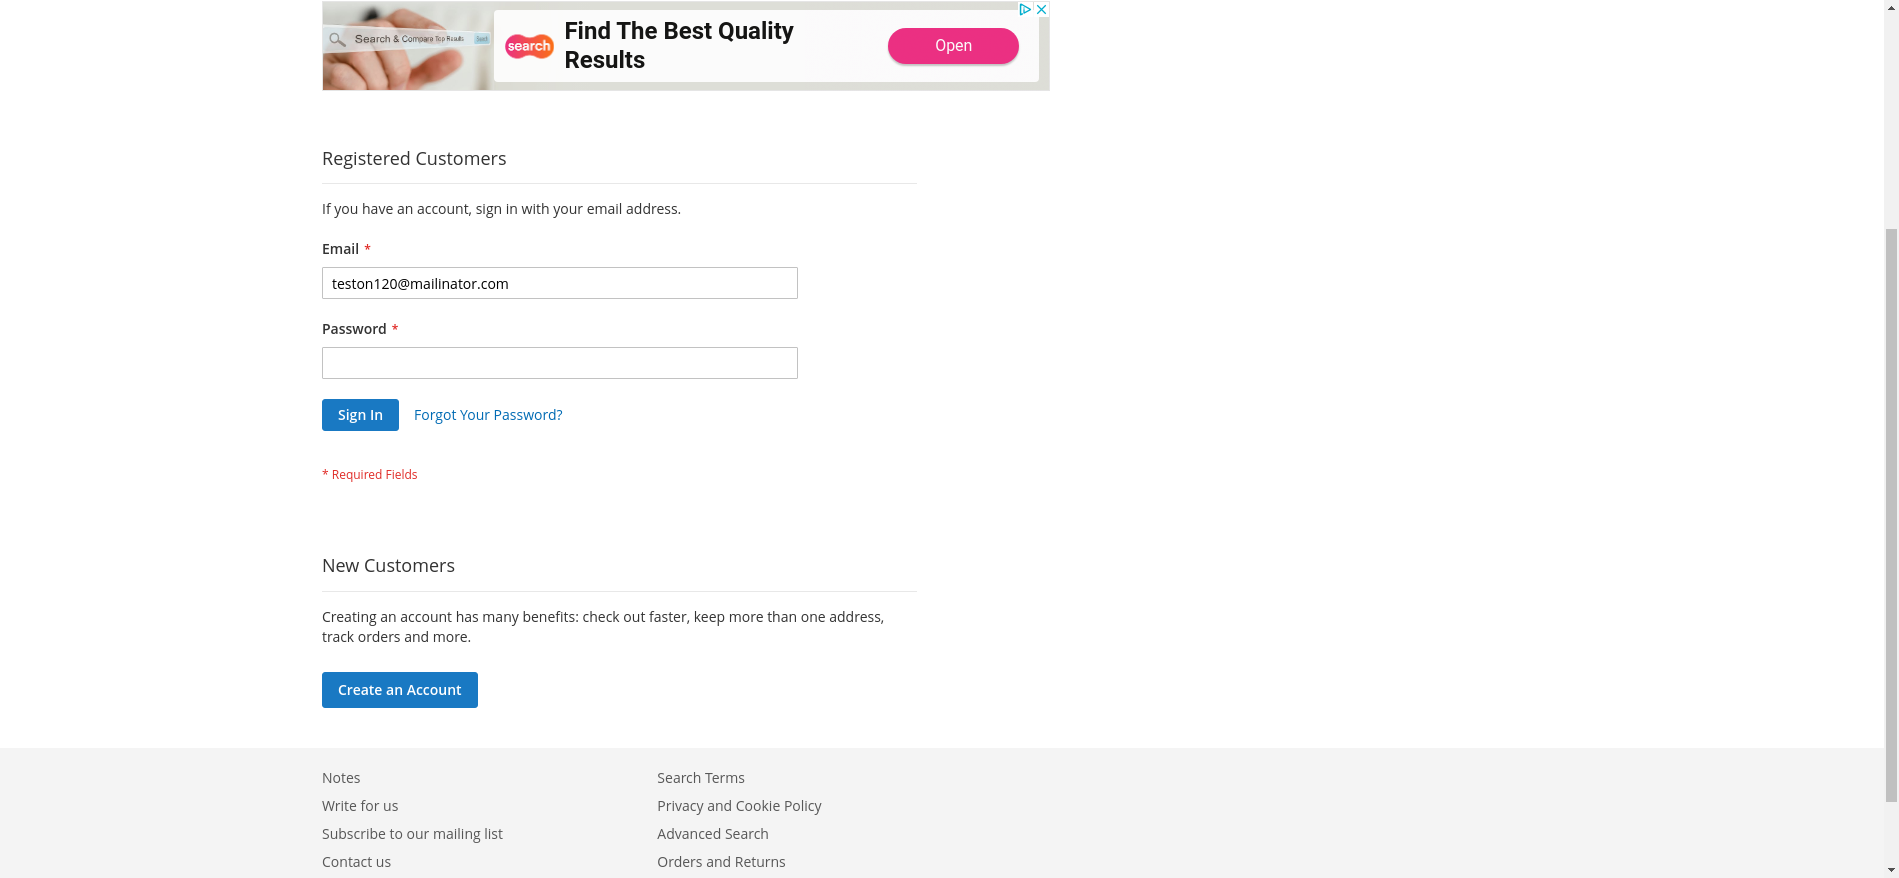 Search & Compare Top Results
Search
search
Find The Best Quality
Results
Open
Registered Customers
If you have an account, sign in with your email address.
Email *
teston120@mailinator.com
Password *
Sign In
Forgot Your Password?
* Required Fields
New Customers
Creating an account has many benefits: check out faster, keep more than one address,
track orders and more.
Create an Account
Notes
Search Terms
Write for us
Privacy and Cookie Policy
Subscribe to our mailing list
Advanced Search
Contact us
Orders and Returns